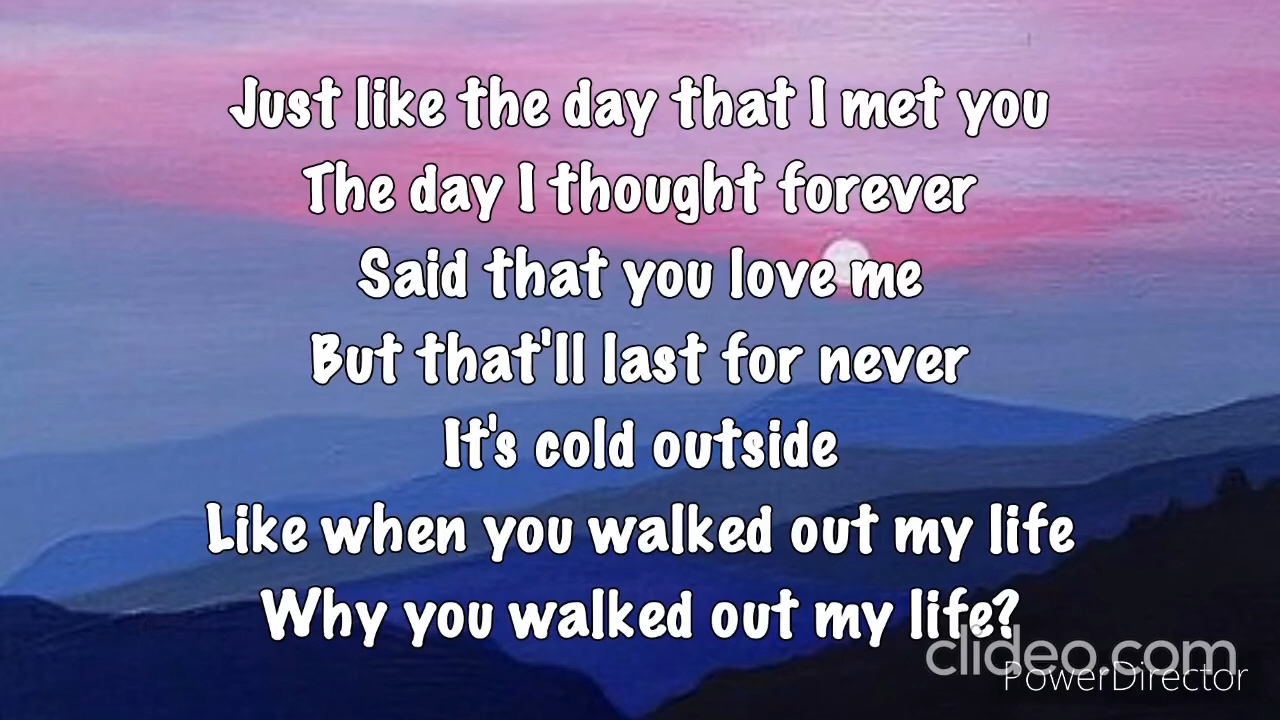 Just like the day that I met you
The day I thought forever
Said that you love me
But that'll last for never
It's cold outside
Like when you walked out my life
Why you walked out my life?
clideo.com
PowerDirector